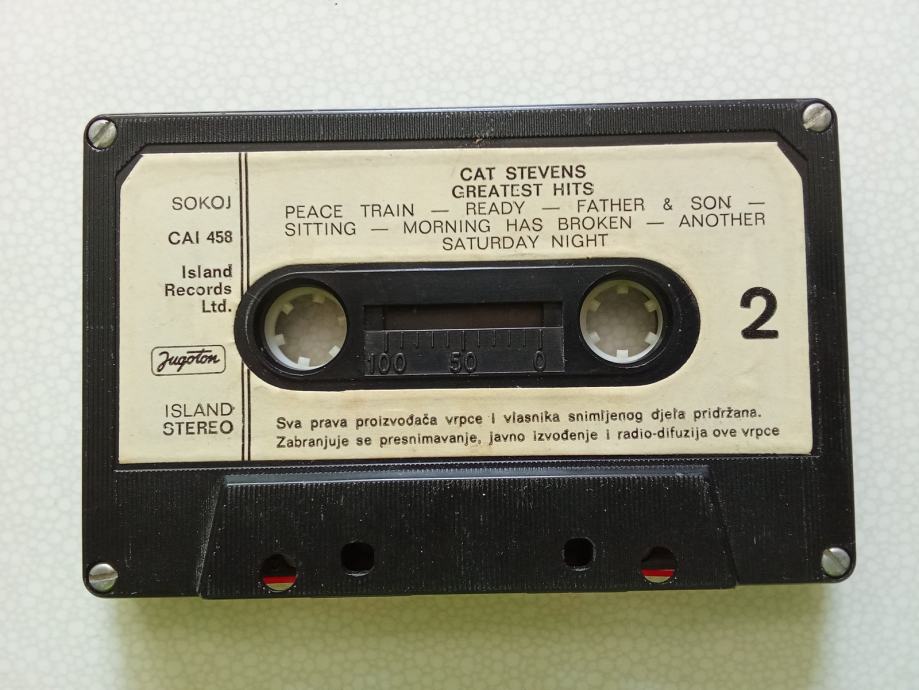 SOKOJ
CAI 458
Island
Records
Ltd.
Jugoton
ISLAND
STEREO
CAT STEVENS
GREATEST HITS
PEACE TRAIN — READY — FATHER & SON —
SITTING — MORNING HAS BROKEN — ANOTHER
SATURDAY NIGHT
2
100 50 0
Sva prava proizvođača vrpce i vlasnika snimljenog djela pridržana.
Zabranjuje se presnimavanje, javno izvođenje i radio-difuzija ove vrpce